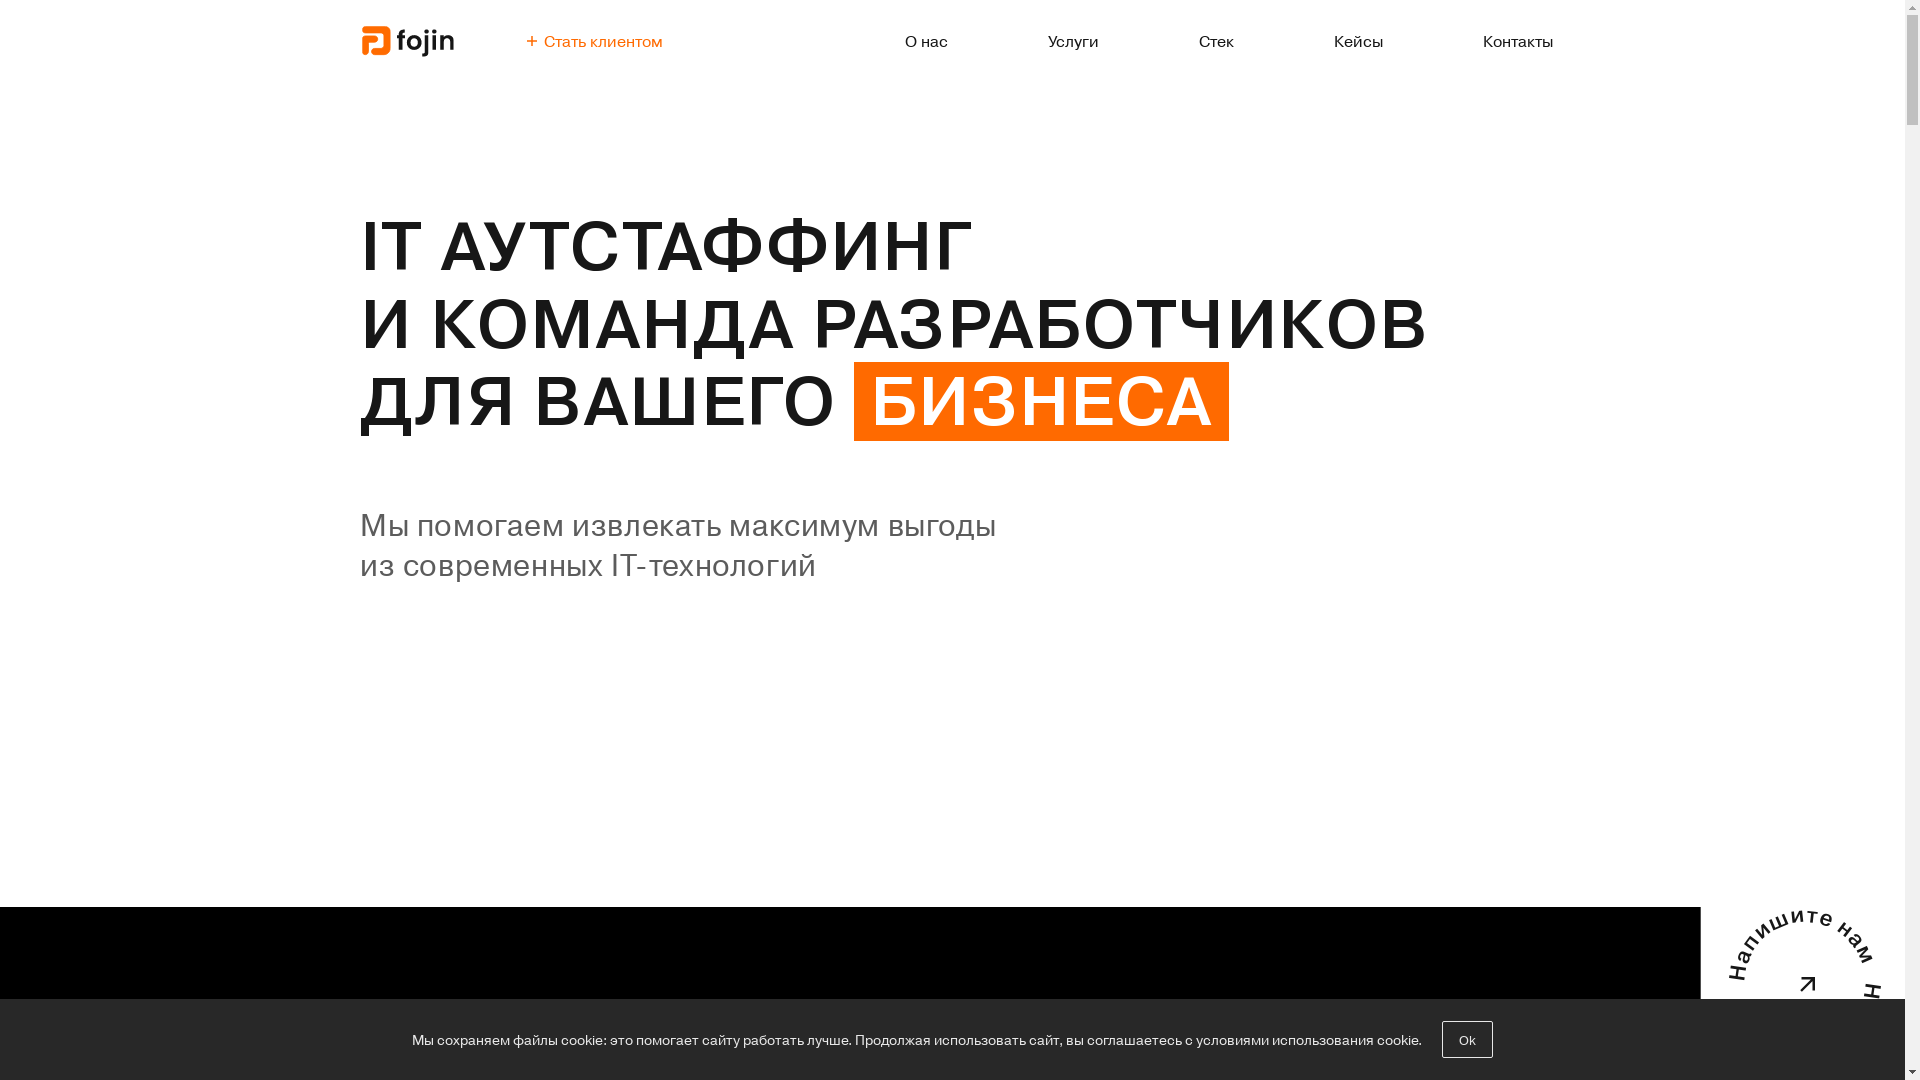 fojin
+ Стать клиентом
О нас
Услуги
Стек
Кейсы
Контакты
IT АУТСТАФФИНГ
И КОМАНДА РАЗРАБОТЧИКОВ
ДЛЯ ВАШЕГО БИЗНЕСА
Мы помогаем извлекать максимум выгоды
из современных IT-технологий
Напишите нам
Мы сохраняем файлы cookie: это помогает сайту работать лучше. Продолжая использовать сайт, вы соглашаетесь с условиями использования cookie.
Ok